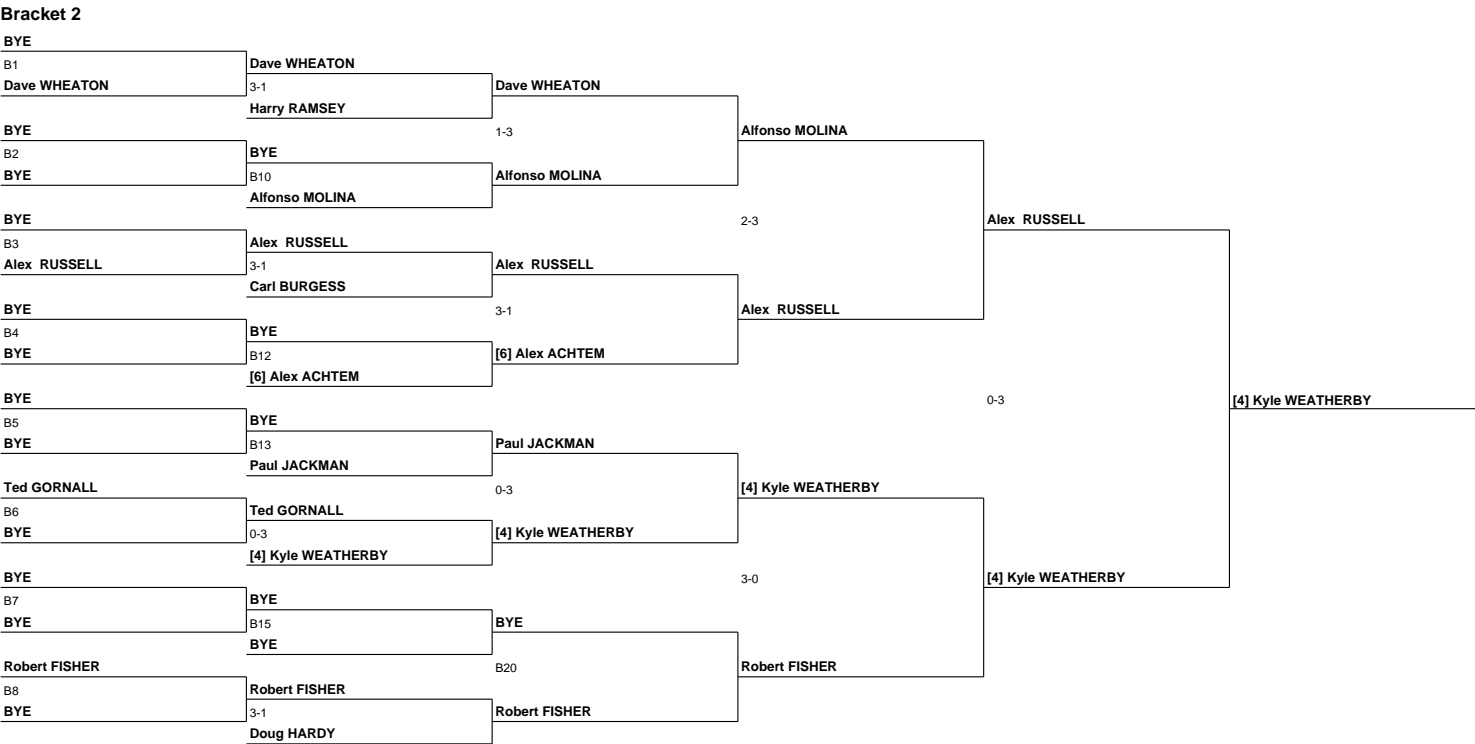 Bracket 2
BYE
B1
Dave WHEATON
BYE
B2
BYE
BYE
B3
Alex RUSSELL
BYE
B4
BYE
BYE
B5
BYE
Ted GORNALL
B6
BYE
BYE
B7
BYE
Robert FISHER
B8
BYE
Dave WHEATON
3-1
Harry RAMSEY
BYE
B10
Alfonso MOLINA
Alex RUSSELL
3-1
Carl BURGESS
BYE
B12
[6] Alex ACHTEM
BYE
B13
Paul JACKMAN
Ted GORNALL
0-3
[4] Kyle WEATHERBY
BYE
B15
BYE
Robert FISHER
3-1
Doug HARDY
Dave WHEATON
1-3
Alfonso MOLINA
Alex RUSSELL
3-1
[6] Alex ACHTEM
Paul JACKMAN
0-3
[4] Kyle WEATHERBY
BYE
B20
Robert FISHER
Alfonso MOLINA
2-3
Alex RUSSELL
[4] Kyle WEATHERBY
3-0
Robert FISHER
Alex RUSSELL
0-3
[4] Kyle WEATHERBY
[4] Kyle WEATHERBY